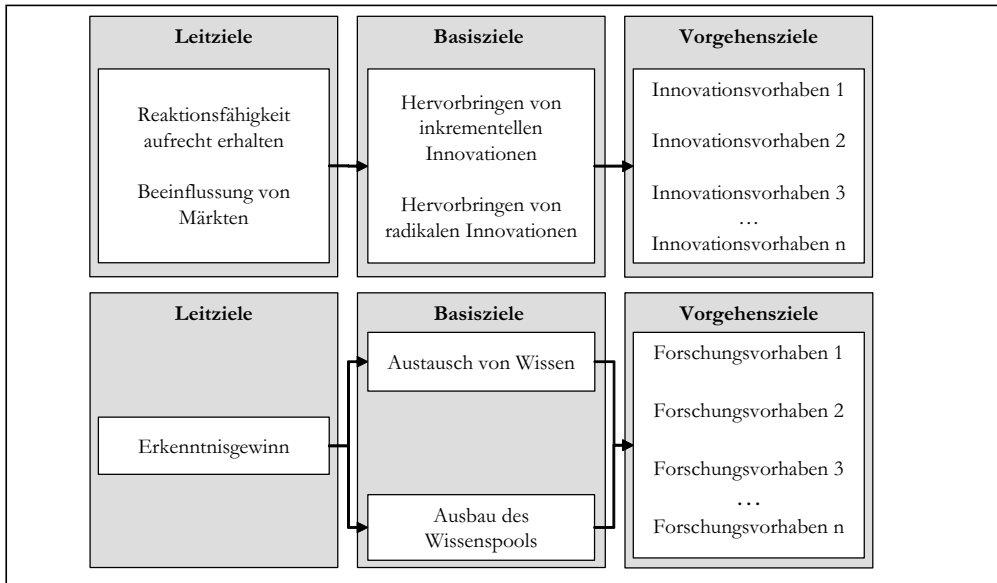 Leitziele
Reaktionsfähigkeit
aufrecht erhalten
Beeinflussung von
Märkten
Basisziele
Hervorbringen von
inkrementellen
Innovationen
Hervorbringen von
radikalen Innovationen
Vorgehensziele
Innovationsvorhaben 1
Innovationsvorhaben 2
Innovationsvorhaben 3
…
Innovationsvorhaben n
Leitziele
Erkenntnisgewinn
Basisziele
Austausch von Wissen
Ausbau des
Wissenspools
Vorgehensziele
Forschungsvorhaben 1
Forschungsvorhaben 2
Forschungsvorhaben 3
…
Forschungsvorhaben n